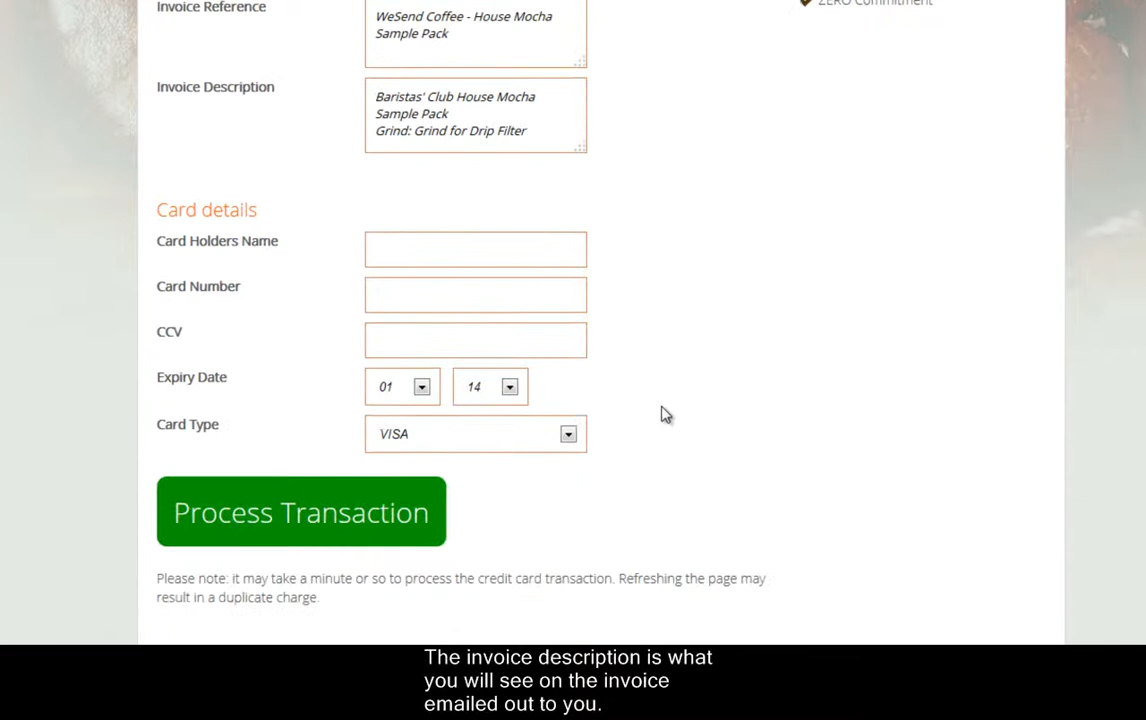 Invoice Reference
WeSend Coffee - House Mocha
Sample Pack
ZERO Commitment
Invoice Description
Baristas' Club House Mocha
Sample Pack
Grind: Grind for Drip Filter
Card details
Card Holders Name
Card Number
CCV
Expiry Date
01
14
Card Type
VISA
Process Transaction
Please note: it may take a minute or so to process the credit card transaction. Refreshing the page may
result in a duplicate charge.
The invoice description is what
you will see on the invoice
emailed out to you.